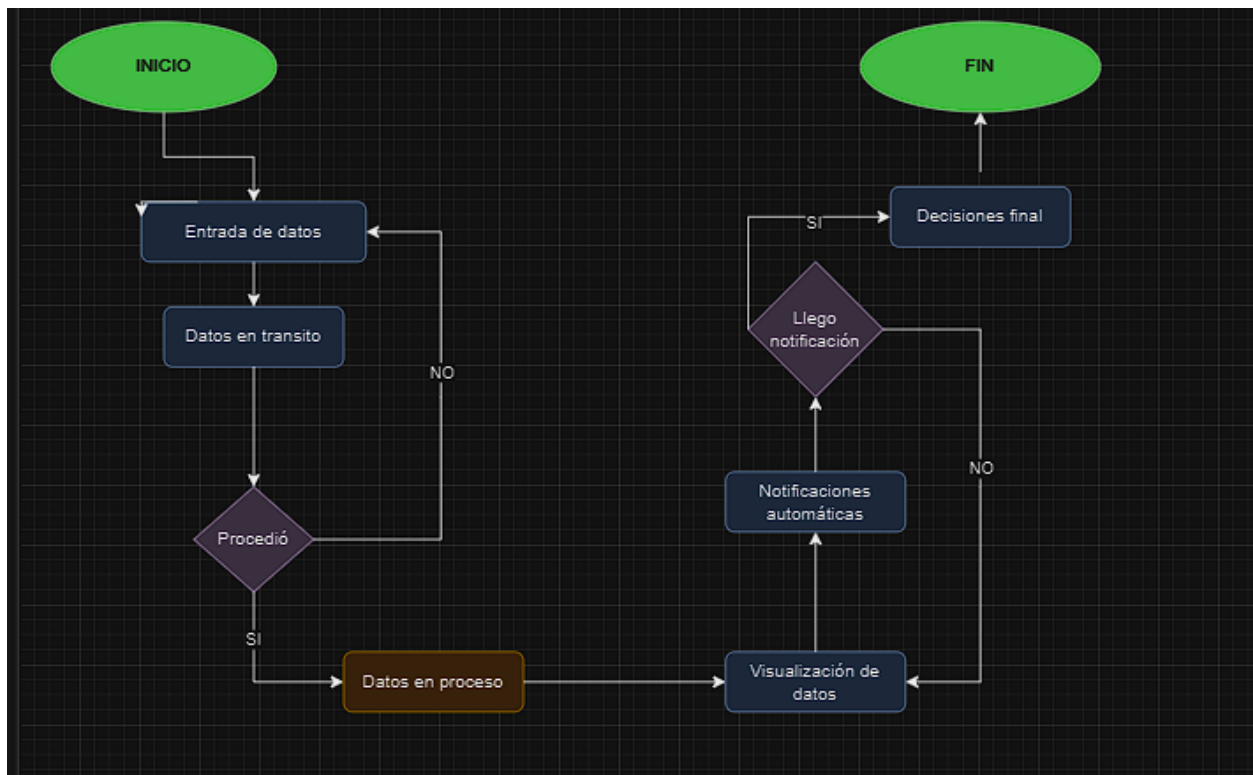 INICIO
Entrada de datos
Datos en transito
NO
Procedió
SI
Datos en proceso
Visualización de
datos
Notificaciones
automáticas
NO
Llego
notificación
SI
Decisiones final
FIN